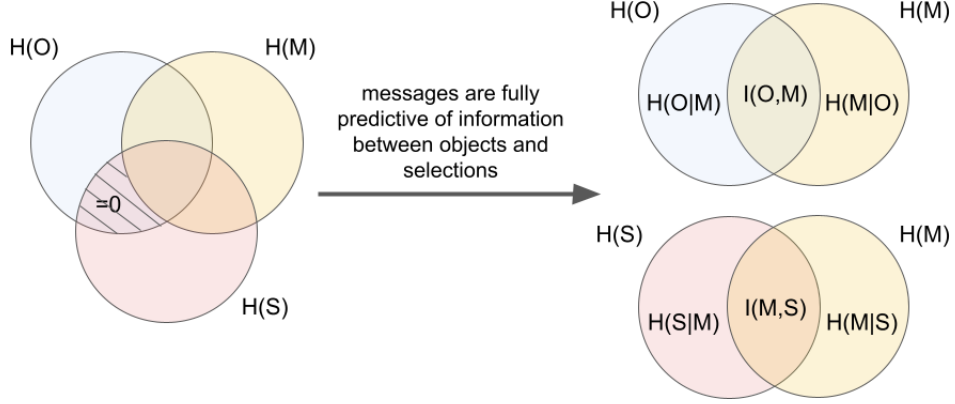 H(O)
H(M)
=0
H(S)
messages are fully
predictive of information
between objects and
selections
H(O)
H(M)
H(O|M)
I(O,M)
H(M|O)
H(S)
H(M)
H(S|M)
I(M,S)
H(M|S)